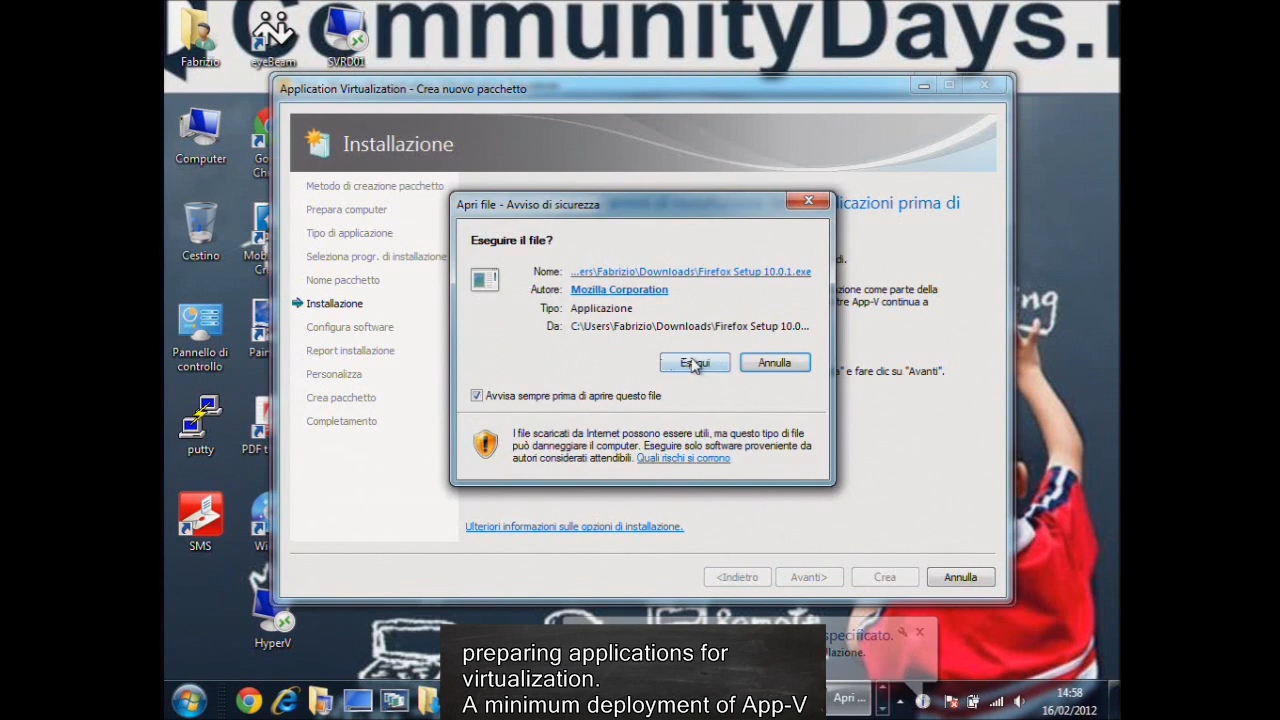 CommunityDays.
Fabrizio
eyeBeam
SVRD01
Application Virtualization - Crea nuovo pacchetto
Computer
Cestino
Pannello di
controllo
putty
SMS
HyperV
Installazione
Metodo di creazione pacchetto
Prepara computer
Tipo di applicazione
Seleziona progr. di installazione
Nome pacchetto
Installazione
Configura software
Report installazione
Personalizza
Crea pacchetto
Completamento
Apri file - Avviso di sicurezza
Eseguire il file?
Nome: ...ers\Fabrizio\Downloads\Firefox Setup 10.0.1.exe
Autore: Mozilla Corporation
Tipo: Applicazione
Da: C:\Users\Fabrizio\Downloads\Firefox Setup 10.0...
Esegui Annulla
Avvisa sempre prima di aprire questo file
I file scaricati da Internet possono essere utili, ma questo tipo di file
può danneggiare il computer. Eseguire solo software proveniente da
autori considerati attendibili. Quali rischi si corrono
prima di
come parte della
App-V continua a
e fare clic su "Avanti".
Ulteriori informazioni sulle opzioni di installazione.
<Indietro Avanti> Crea Annulla
preparing applications for
virtualization.
A minimum deployment of App-V
Apri ...
14:58
16/02/2012